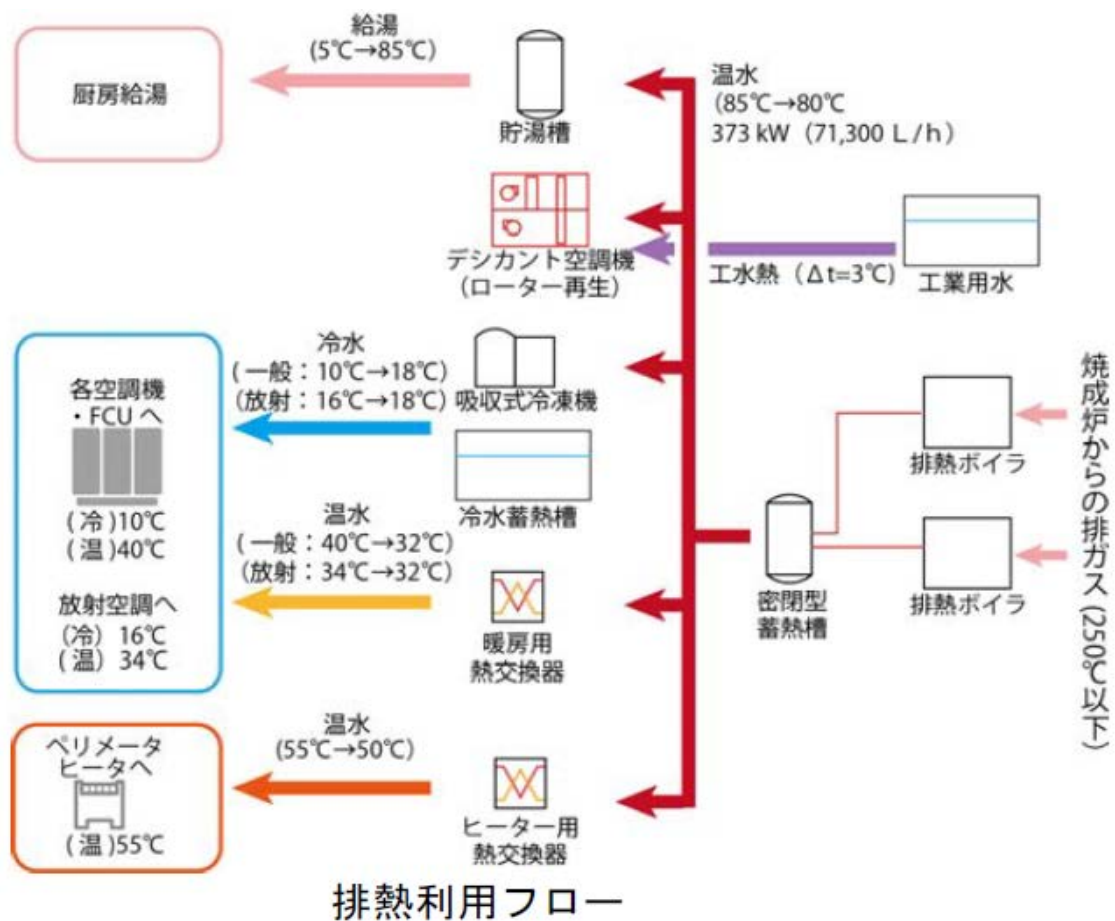 給湯
(5℃→85℃)
厨房給湯
貯湯槽
温水
(85℃→80℃
373 kW (71,300 L/h)
デシカント空調機
(ローター再生)
工水熱 (Δt=3℃)
工業用水
冷水
(一般：10℃→18℃)
(放射：16℃→18℃)
吸収式冷凍機
冷水蓄熱槽
各空調機
・FCU へ
(冷)10℃
(温)40℃
放射空調へ
(冷) 16℃
(温) 34℃
温水
(一般：40℃→32℃)
(放射：34℃→32℃)
暖房用
熱交換器
密閉型
蓄熱槽
排熱ボイラ
排熱ボイラ
焼成炉からの排ガス(250℃以下)
ペリメータ
ヒータへ
(温)55℃
温水
(55℃→50℃)
ヒーター用
熱交換器
排熱利用フロー